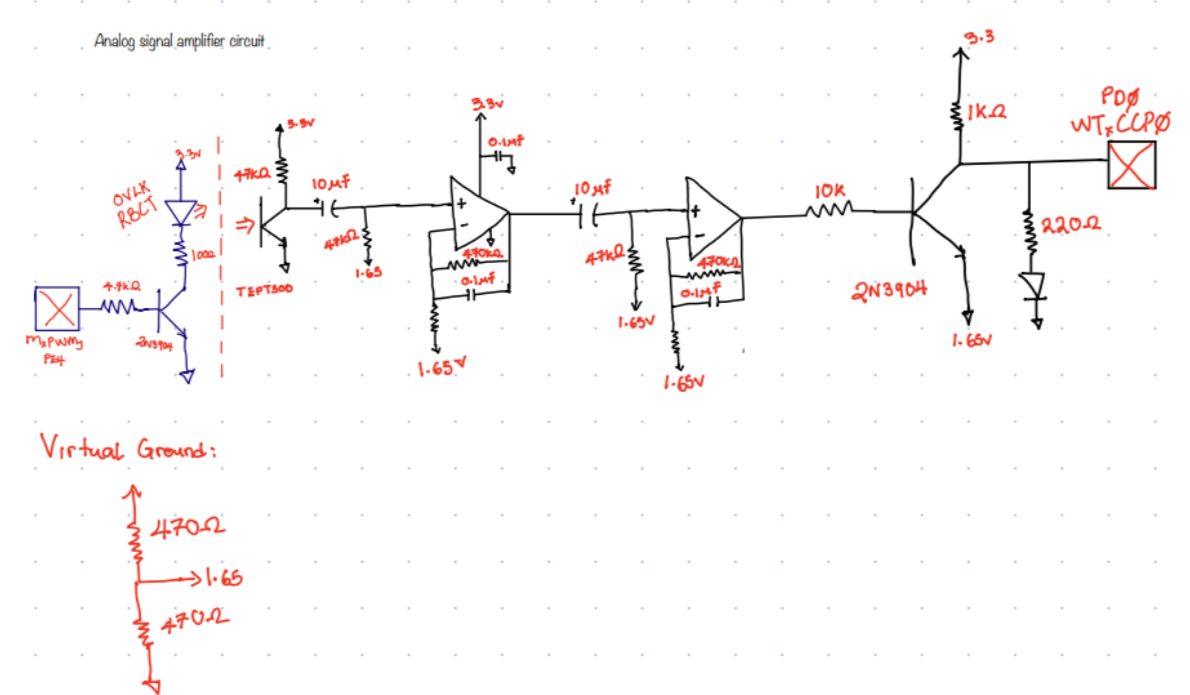 Analog signal amplifier circuit
3.3v
OVLK
RBCT
100Ω
4.7kΩ
MxPWMy
PE4
2N3904
3.3V
47kΩ
TEPT500
10μf
47kΩ
1.65
3.3v
0.1μf
+
-
470kΩ
0.1μf
1.65V
10μf
47kΩ
1.65V
+
-
470kΩ
0.1μf
1.65V
10K
2N3904
3.3
1KΩ
1.65V
220Ω
PDØ
WTxCCPØ
Virtual Ground:
470Ω
1.65
470Ω